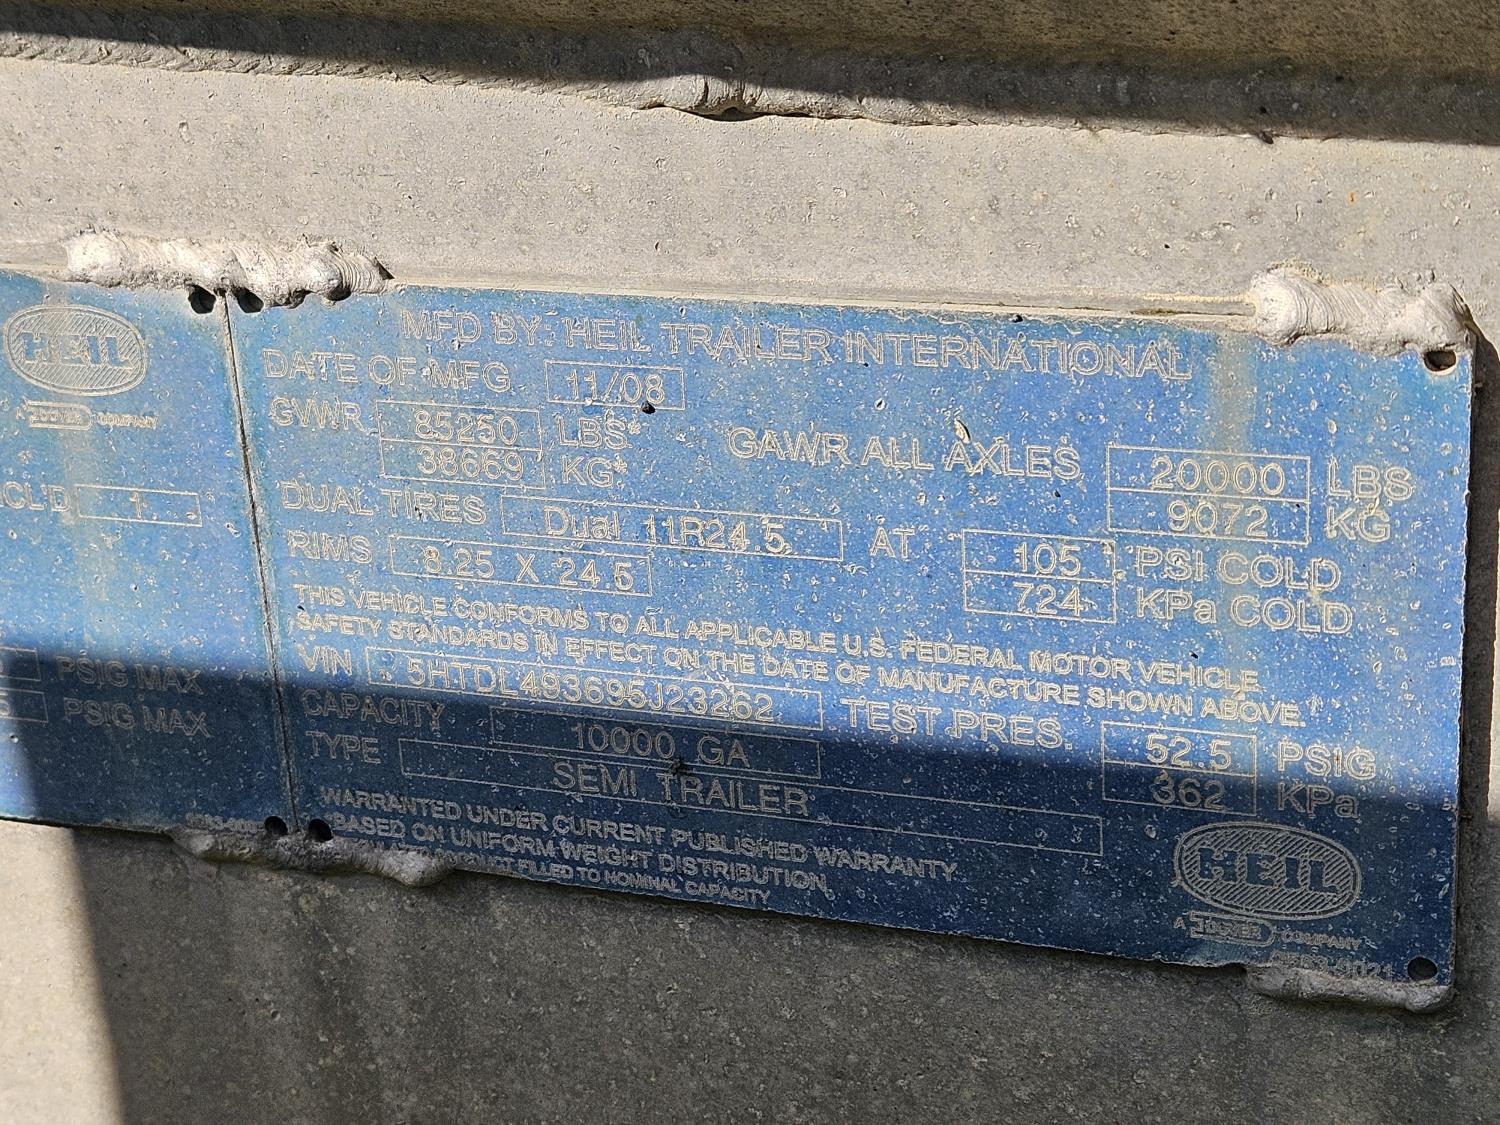 HEIL
A DOVER COMPANY
CL'D 1
PSIG MAX
PSIG MAX
MFD BY: HEIL TRAILER INTERNATIONAL
DATE OF MFG 11/08
GVWR 85250 LBS*
38669 KG*
GAWR ALL AXLES 20000 LBS
9072 KG
DUAL TIRES Dual 11R24.5 AT 105 PSI COLD
724 KPa COLD
RIMS 8.25 X 24.5
THIS VEHICLE CONFORMS TO ALL APPLICABLE U.S. FEDERAL MOTOR VEHICLE
SAFETY STANDARDS IN EFFECT ON THE DATE OF MANUFACTURE SHOWN ABOVE.
VIN 5HTDL493695J23262 TEST PRES. 52.5 PSIG
362 KPa
CAPACITY 10000 GA
TYPE SEMI TRAILER
WARRANTED UNDER CURRENT PUBLISHED WARRANTY
*BASED ON UNIFORM WEIGHT DISTRIBUTION,
FILLED TO NOMINAL CAPACITY
HEIL
A DOVER COMPANY